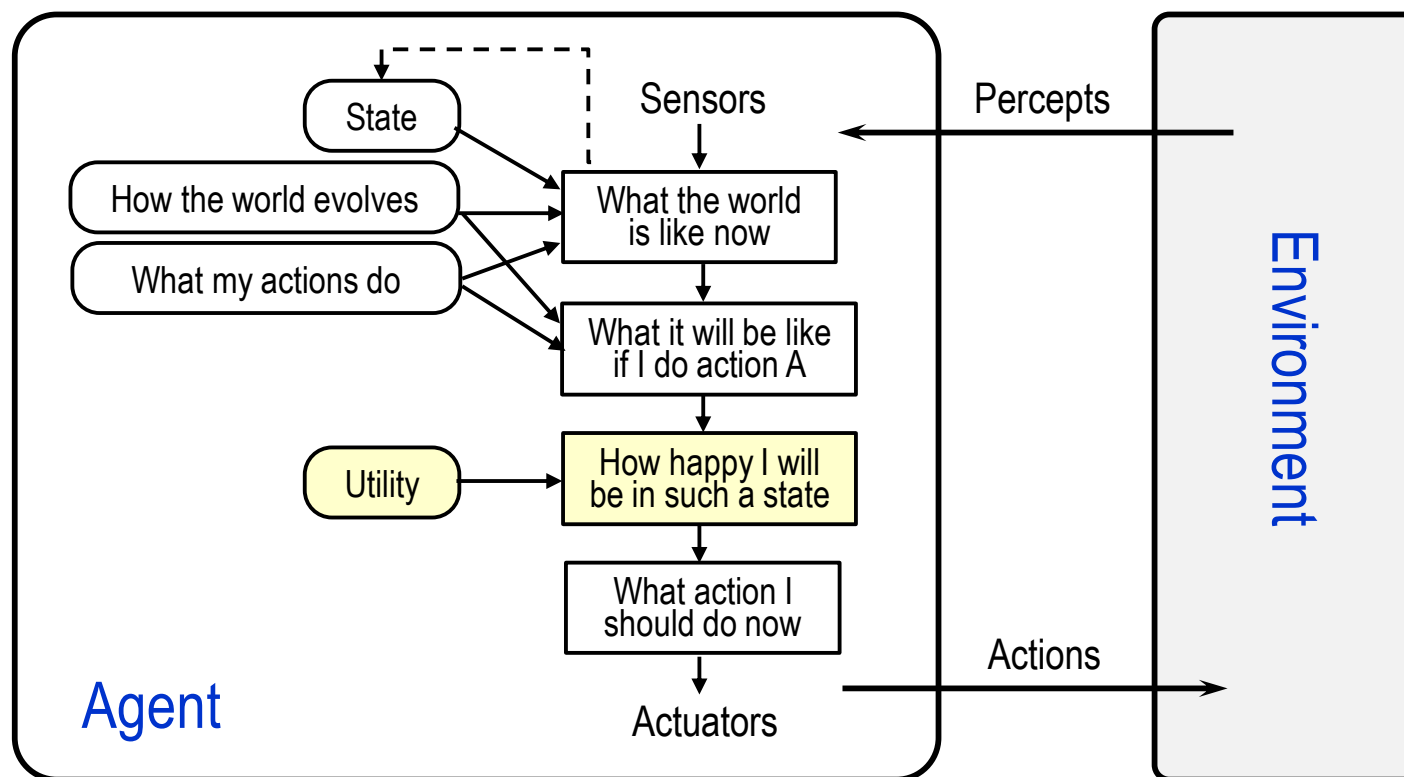 State
Sensors
Percepts
How the world evolves
What the world
is like now
What my actions do
What it will be like
if I do action A
Utility
How happy I will
be in such a state
What action I
should do now
Actions
Agent
Actuators
Environment